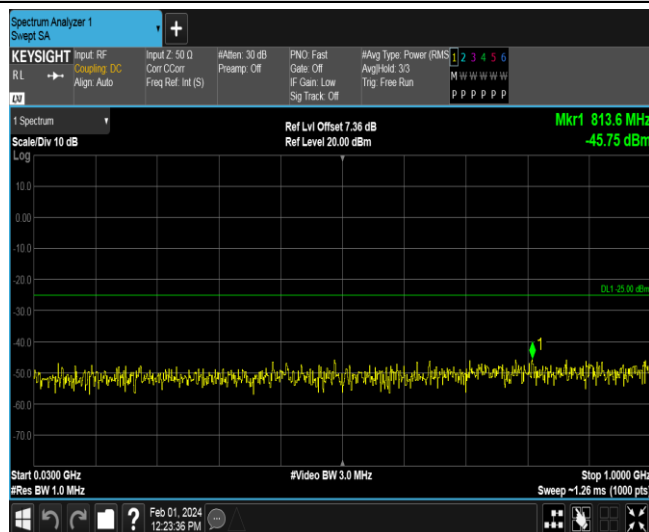 Spectrum Analyzer 1
Swept SA
KEYSIGHT
RL
LXI
Input: RF
Coupling: DC
Align: Auto
Input Z: 50 Ω
Corr CCorr
Freq Ref: Int (S)
#Atten: 30 dB
Preamp: Off
PNO: Fast
Gate: Off
IF Gain: Low
Sig Track: Off
#Avg Type: Power (RMS
Avg|Hold: 3/3
Trig: Free Run
1 2 3 4 5 6
M W W W W W
P P P P P P
1 Spectrum
Scale/Div 10 dB
Log
Ref Lvl Offset 7.36 dB
Ref Level 20.00 dBm
Mkr1 813.6 MHz
-45.75 dBm
10.0
0.00
-10.0
-20.0
DL1 -25.00 dBm
-30.0
-40.0
1
-50.0
-60.0
-70.0
Start 0.0300 GHz
#Res BW 1.0 MHz
#Video BW 3.0 MHz
Stop 1.0000 GHz
Sweep ~1.26 ms (1000 pts)
?
Feb 01, 2024
12:23:36 PM